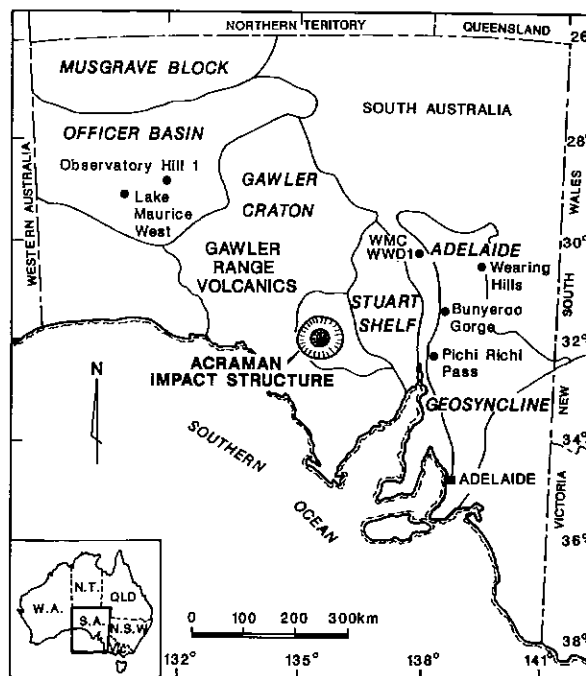 NORTHERN TERRITORY
QUEENSLAND
26°
MUSGRAVE BLOCK
SOUTH AUSTRALIA
OFFICER BASIN
28°
Observatory Hill 1
GAWLER
CRATON
Lake
Maurice
West
WESTERN AUSTRALIA
WALES
30°
WMC
WWD1
ADELAIDE
Wearing
Hills
GAWLER
RANGE
VOLCANICS
STUART
SHELF
Bunyeroo
Gorge
SOUTH
32°
Pichi Richi
Pass
ACRAMAN
IMPACT STRUCTURE
N
GEOSYNCLINE
NEW
SOUTHERN
OCEAN
34°
ADELAIDE
VICTORIA
36°
W.A.
N.T.
QLD
S.A.
N.S.W
0 100 200 300km
38°
132°
135°
138°
141°